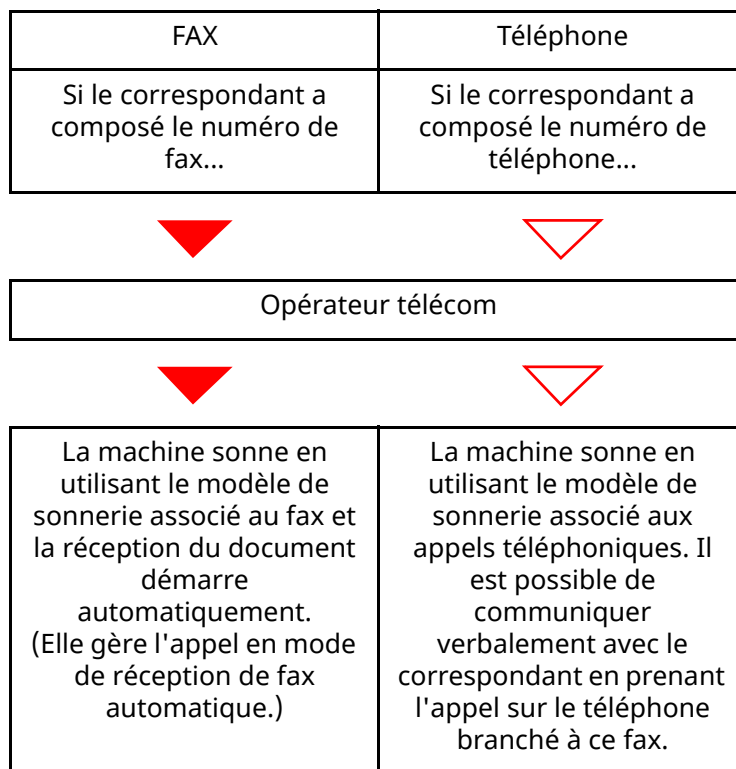 FAX
Téléphone
Si le correspondant a
composé le numéro de
fax...
Si le correspondant a
composé le numéro de
téléphone...
Opérateur télécom
La machine sonne en
utilisant le modèle de
sonnerie associé au fax et
la réception du document
démarre
automatiquement.
(Elle gère l'appel en mode
de réception de fax
automatique.)
La machine sonne en
utilisant le modèle de
sonnerie associé aux
appels téléphoniques. Il
est possible de
communiquer
verbalement avec le
correspondant en prenant
l'appel sur le téléphone
branché à ce fax.